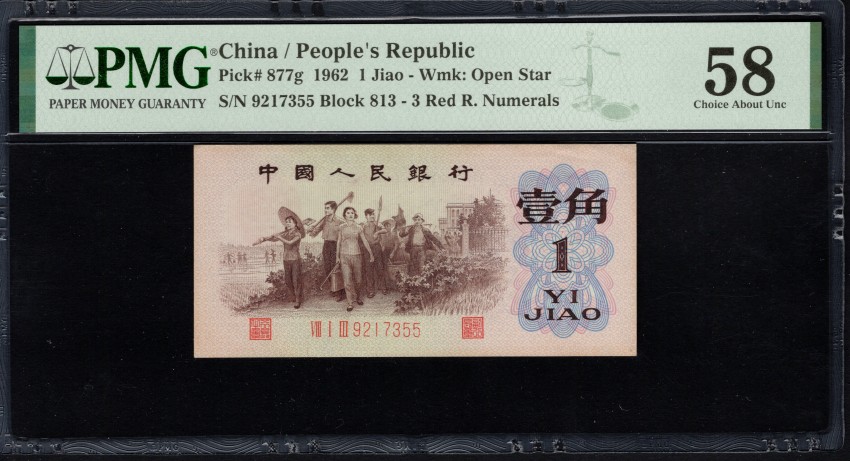 PMG®
PAPER MONEY GUARANTY
China / People's Republic
Pick# 877g 1962 1 Jiao - Wmk: Open Star
S/N 9217355 Block 813 - 3 Red R. Numerals
58
Choice About Unc
中國人民銀行
壹角
1
YI
JIAO
VIII I III 9217355